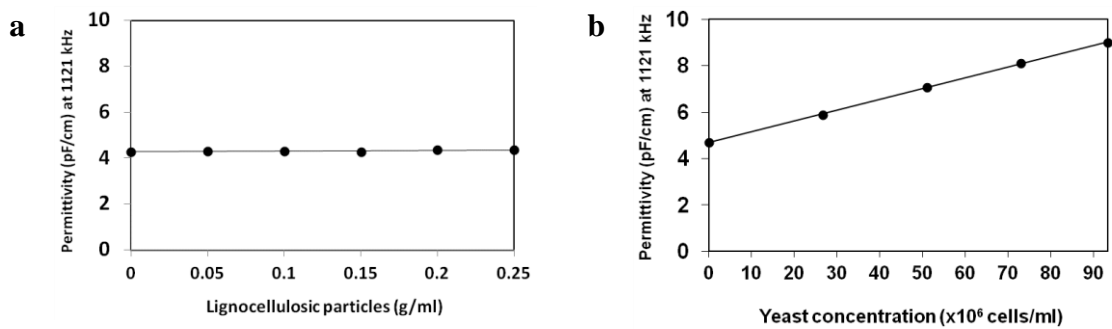 a
Permittivity (pF/cm) at 1121 kHz
10
8
6
4
2
0
0 0.05 0.1 0.15 0.2 0.25
Lignocellulosic particles (g/ml)
b
Permittivity (pF/cm) at 1121 kHz
10
8
6
4
2
0
0 10 20 30 40 50 60 70 80 90
Yeast concentration (x10⁶ cells/ml)